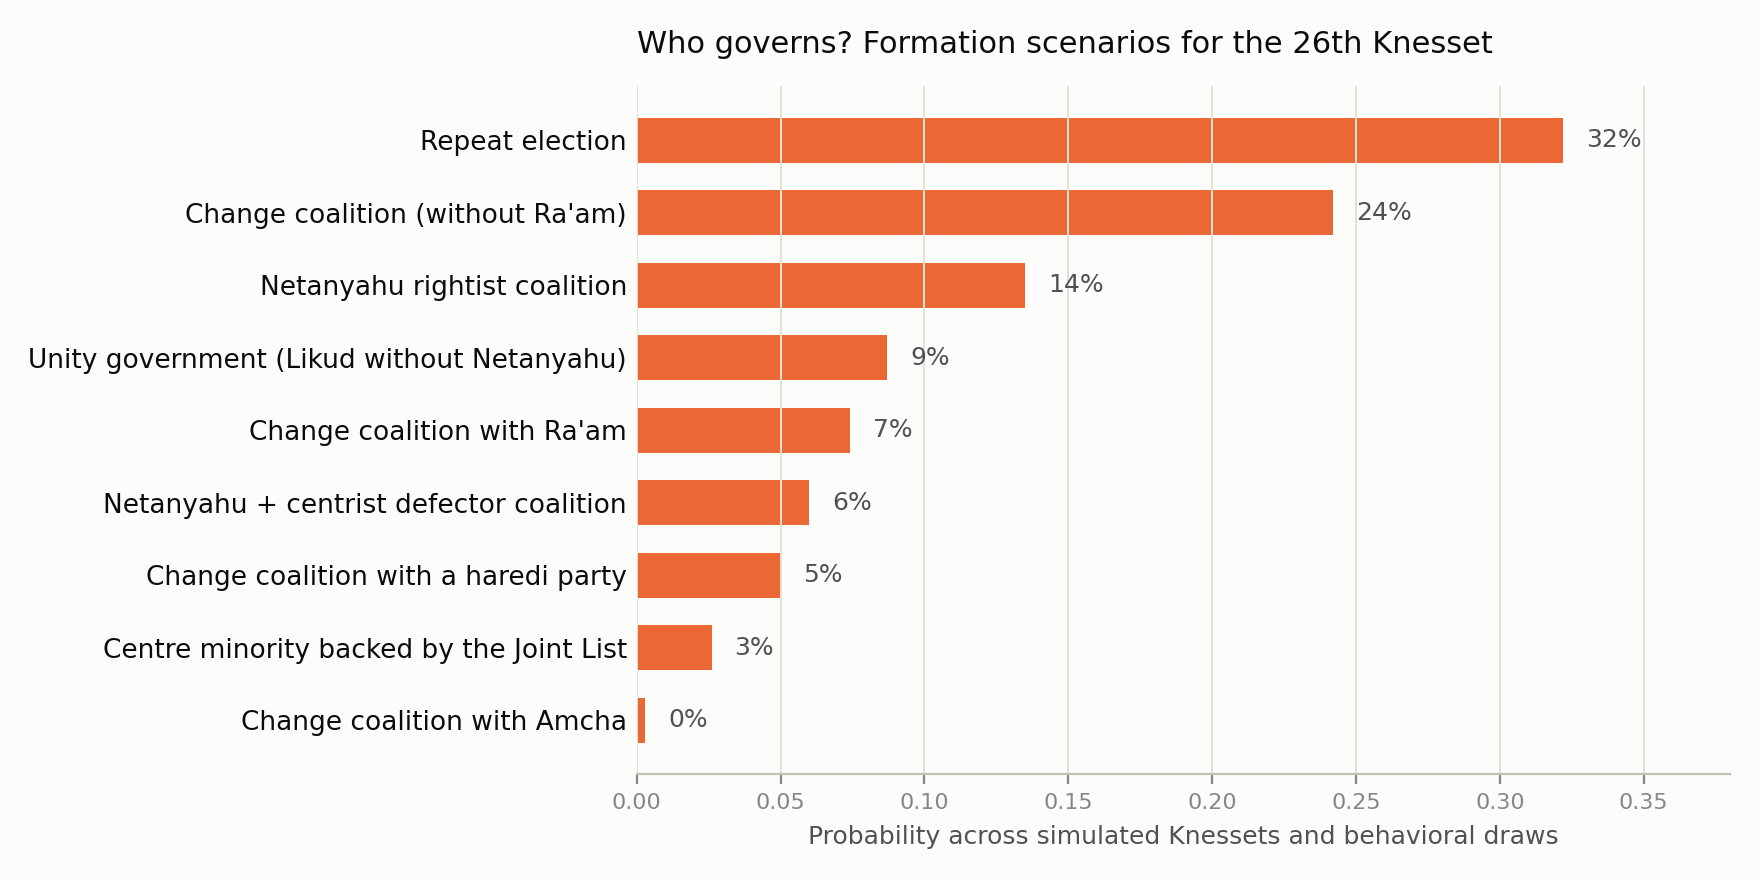 Who governs? Formation scenarios for the 26th Knesset
Repeat election 32%
Change coalition (without Ra'am) 24%
Netanyahu rightist coalition 14%
Unity government (Likud without Netanyahu) 9%
Change coalition with Ra'am 7%
Netanyahu + centrist defector coalition 6%
Change coalition with a haredi party 5%
Centre minority backed by the Joint List 3%
Change coalition with Amcha 0%
0.00 0.05 0.10 0.15 0.20 0.25 0.30 0.35
Probability across simulated Knessets and behavioral draws